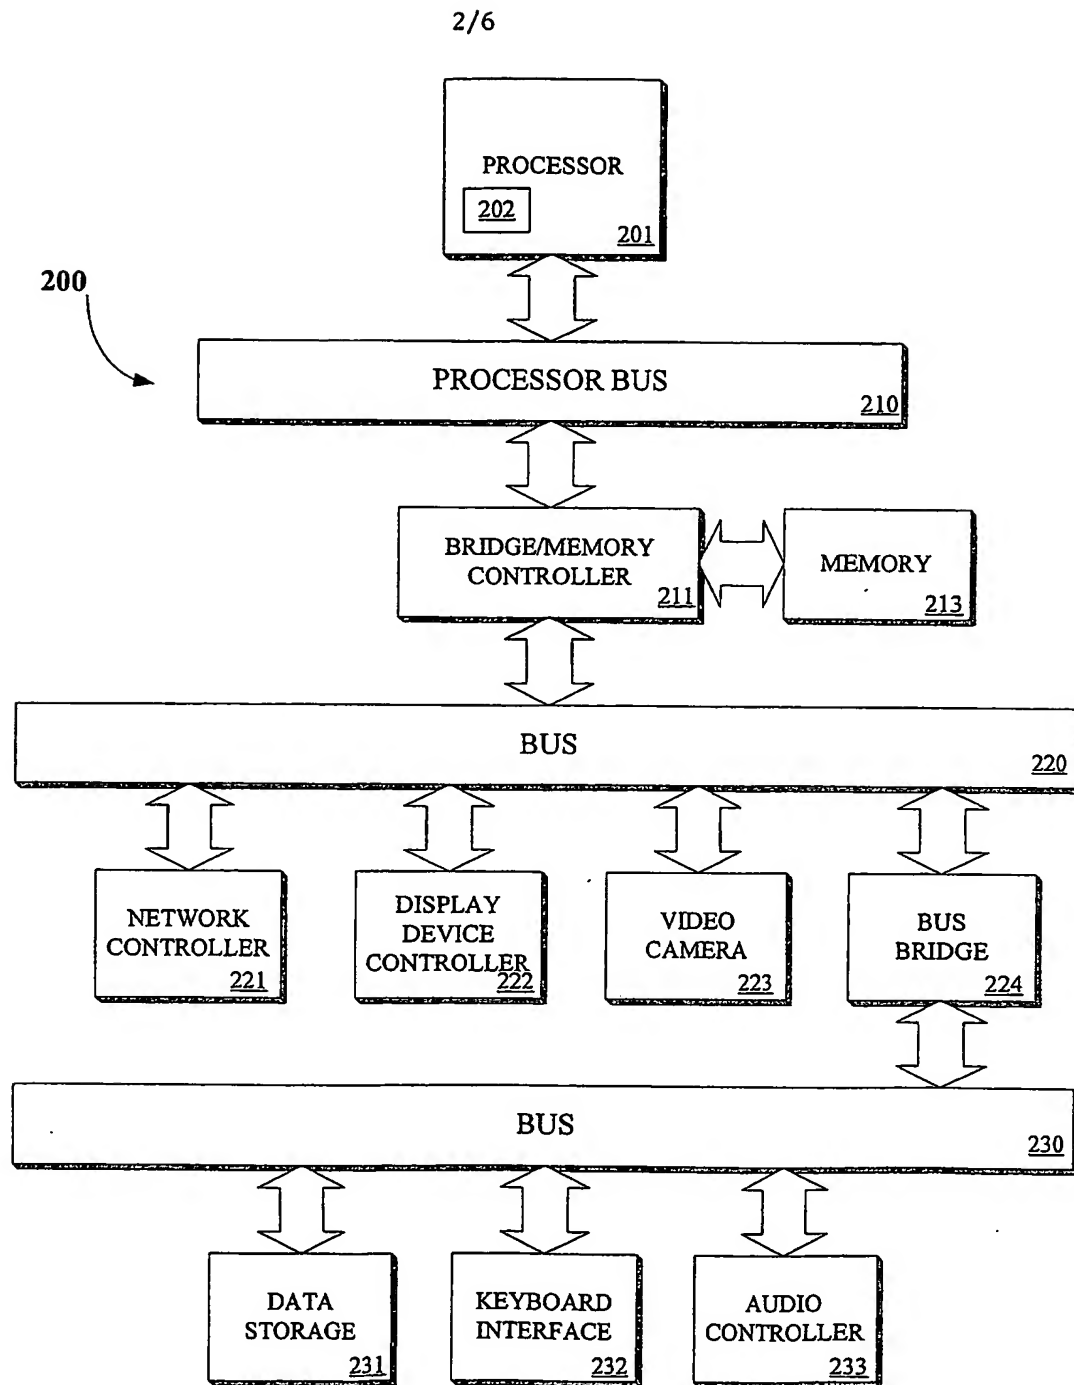 2/6
PROCESSOR
202
201
200
PROCESSOR BUS
210
BRIDGE/MEMORY
CONTROLLER
211
MEMORY
213
BUS
220
NETWORK
CONTROLLER
221
DISPLAY
DEVICE
CONTROLLER
222
VIDEO
CAMERA
223
BUS
BRIDGE
224
BUS
230
DATA
STORAGE
231
KEYBOARD
INTERFACE
232
AUDIO
CONTROLLER
233